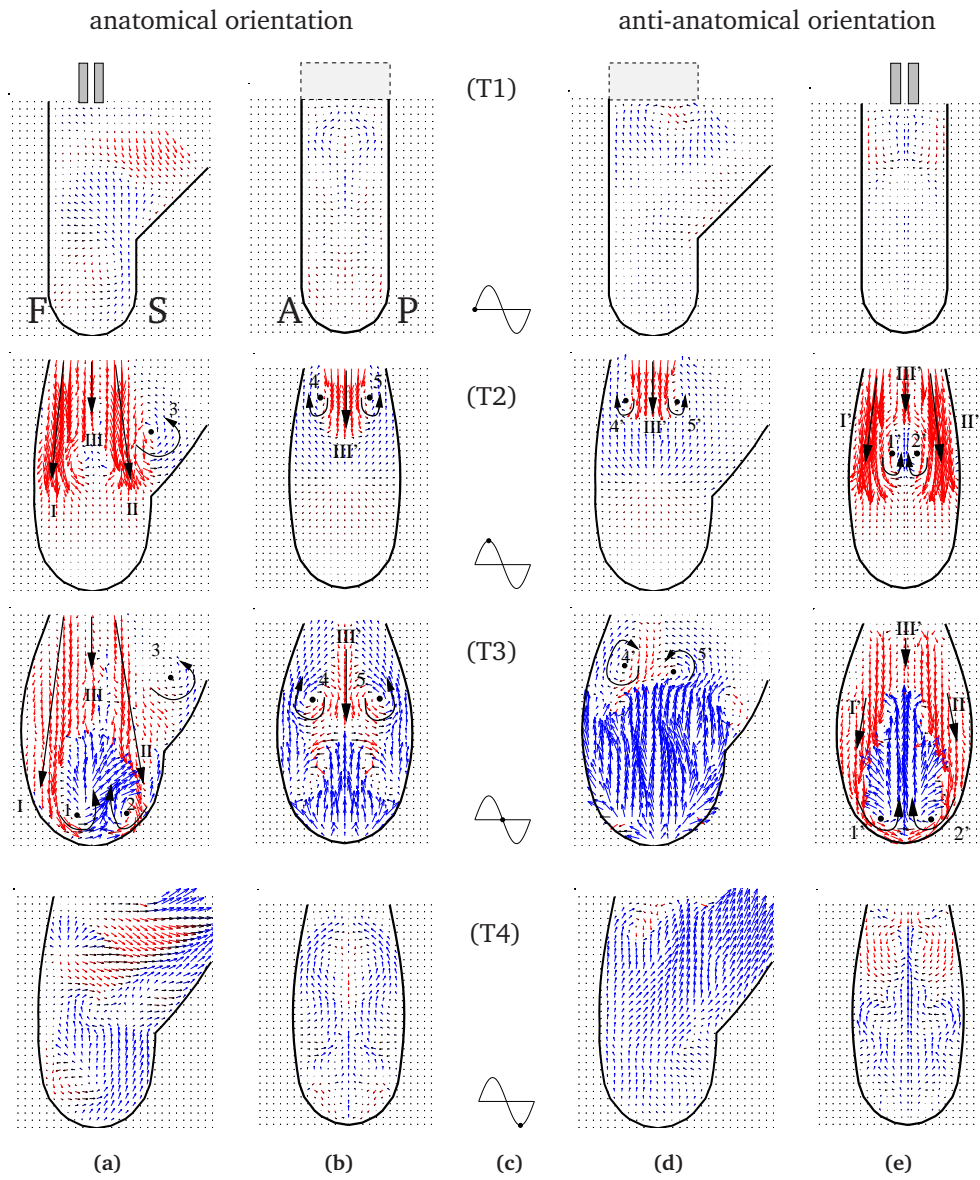 anatomical orientation anti-anatomical orientation
(T1)
F S A P
(T2)
3 4 5 4' 5' III' I' II' 1' 2'
III III' III'
I II
(T3)
3 III' 4 5 4' 5' III'
III I' II'
I II 1 2 1' 2'
(T4)
(a) (b) (c) (d) (e)